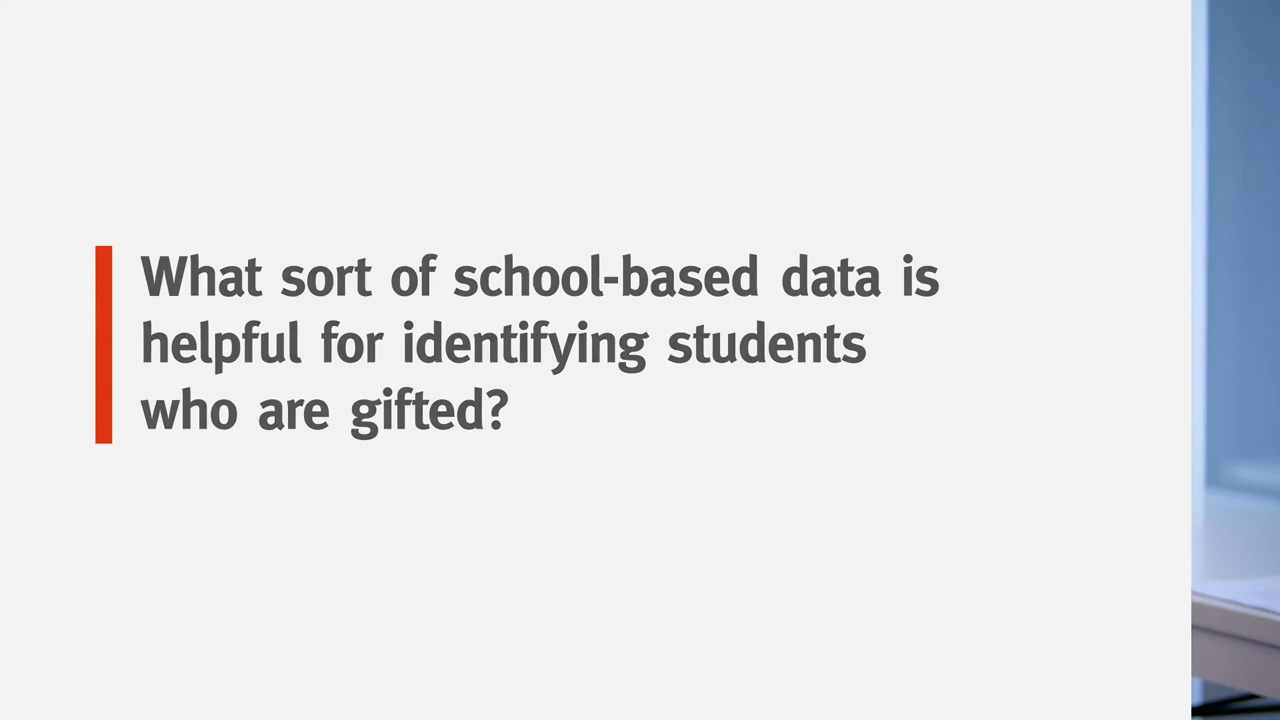 What sort of school-based data is
helpful for identifying students
who are gifted?